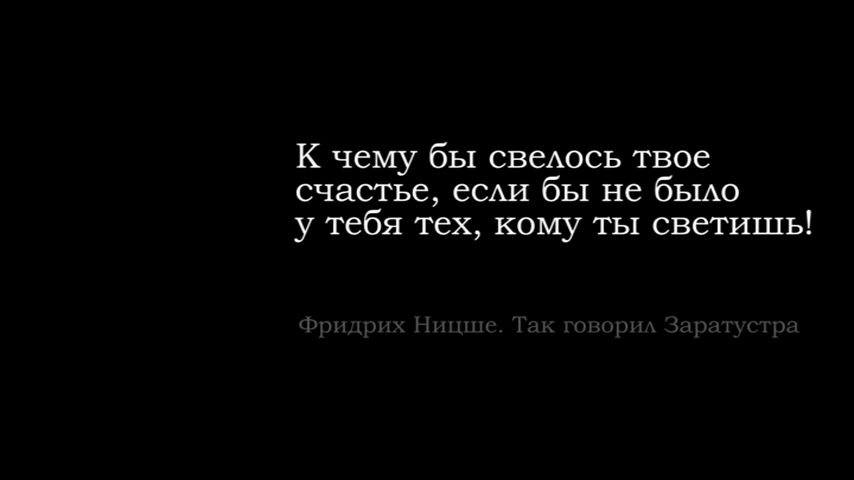 К чему бы свелось твое
счастье, если бы не было
у тебя тех, кому ты светишь!
Фридрих Ницше. Так говорил Заратустра